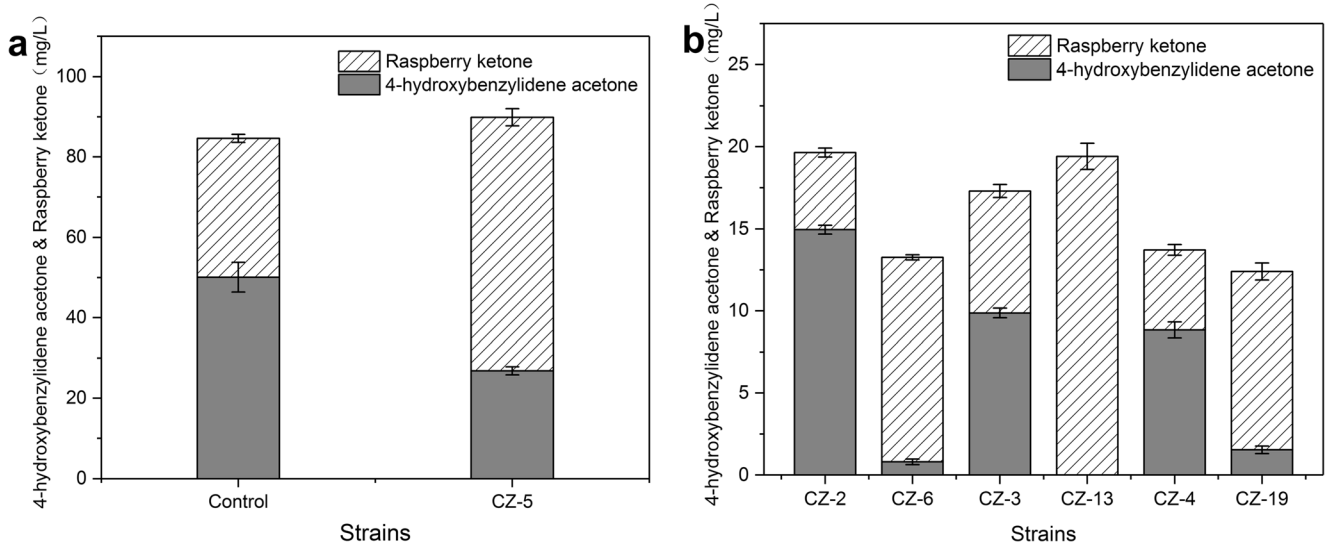 a
4-hydroxybenzylidene acetone & Raspberry ketone（mg/L）
100
80
60
40
20
0
Raspberry ketone
4-hydroxybenzylidene acetone
Control
CZ-5
Strains
b
4-hydroxybenzylidene acetone & Raspberry ketone（mg/L）
25
20
15
10
5
0
Raspberry ketone
4-hydroxybenzylidene acetone
CZ-2
CZ-6
CZ-3
CZ-13
CZ-4
CZ-19
Strains